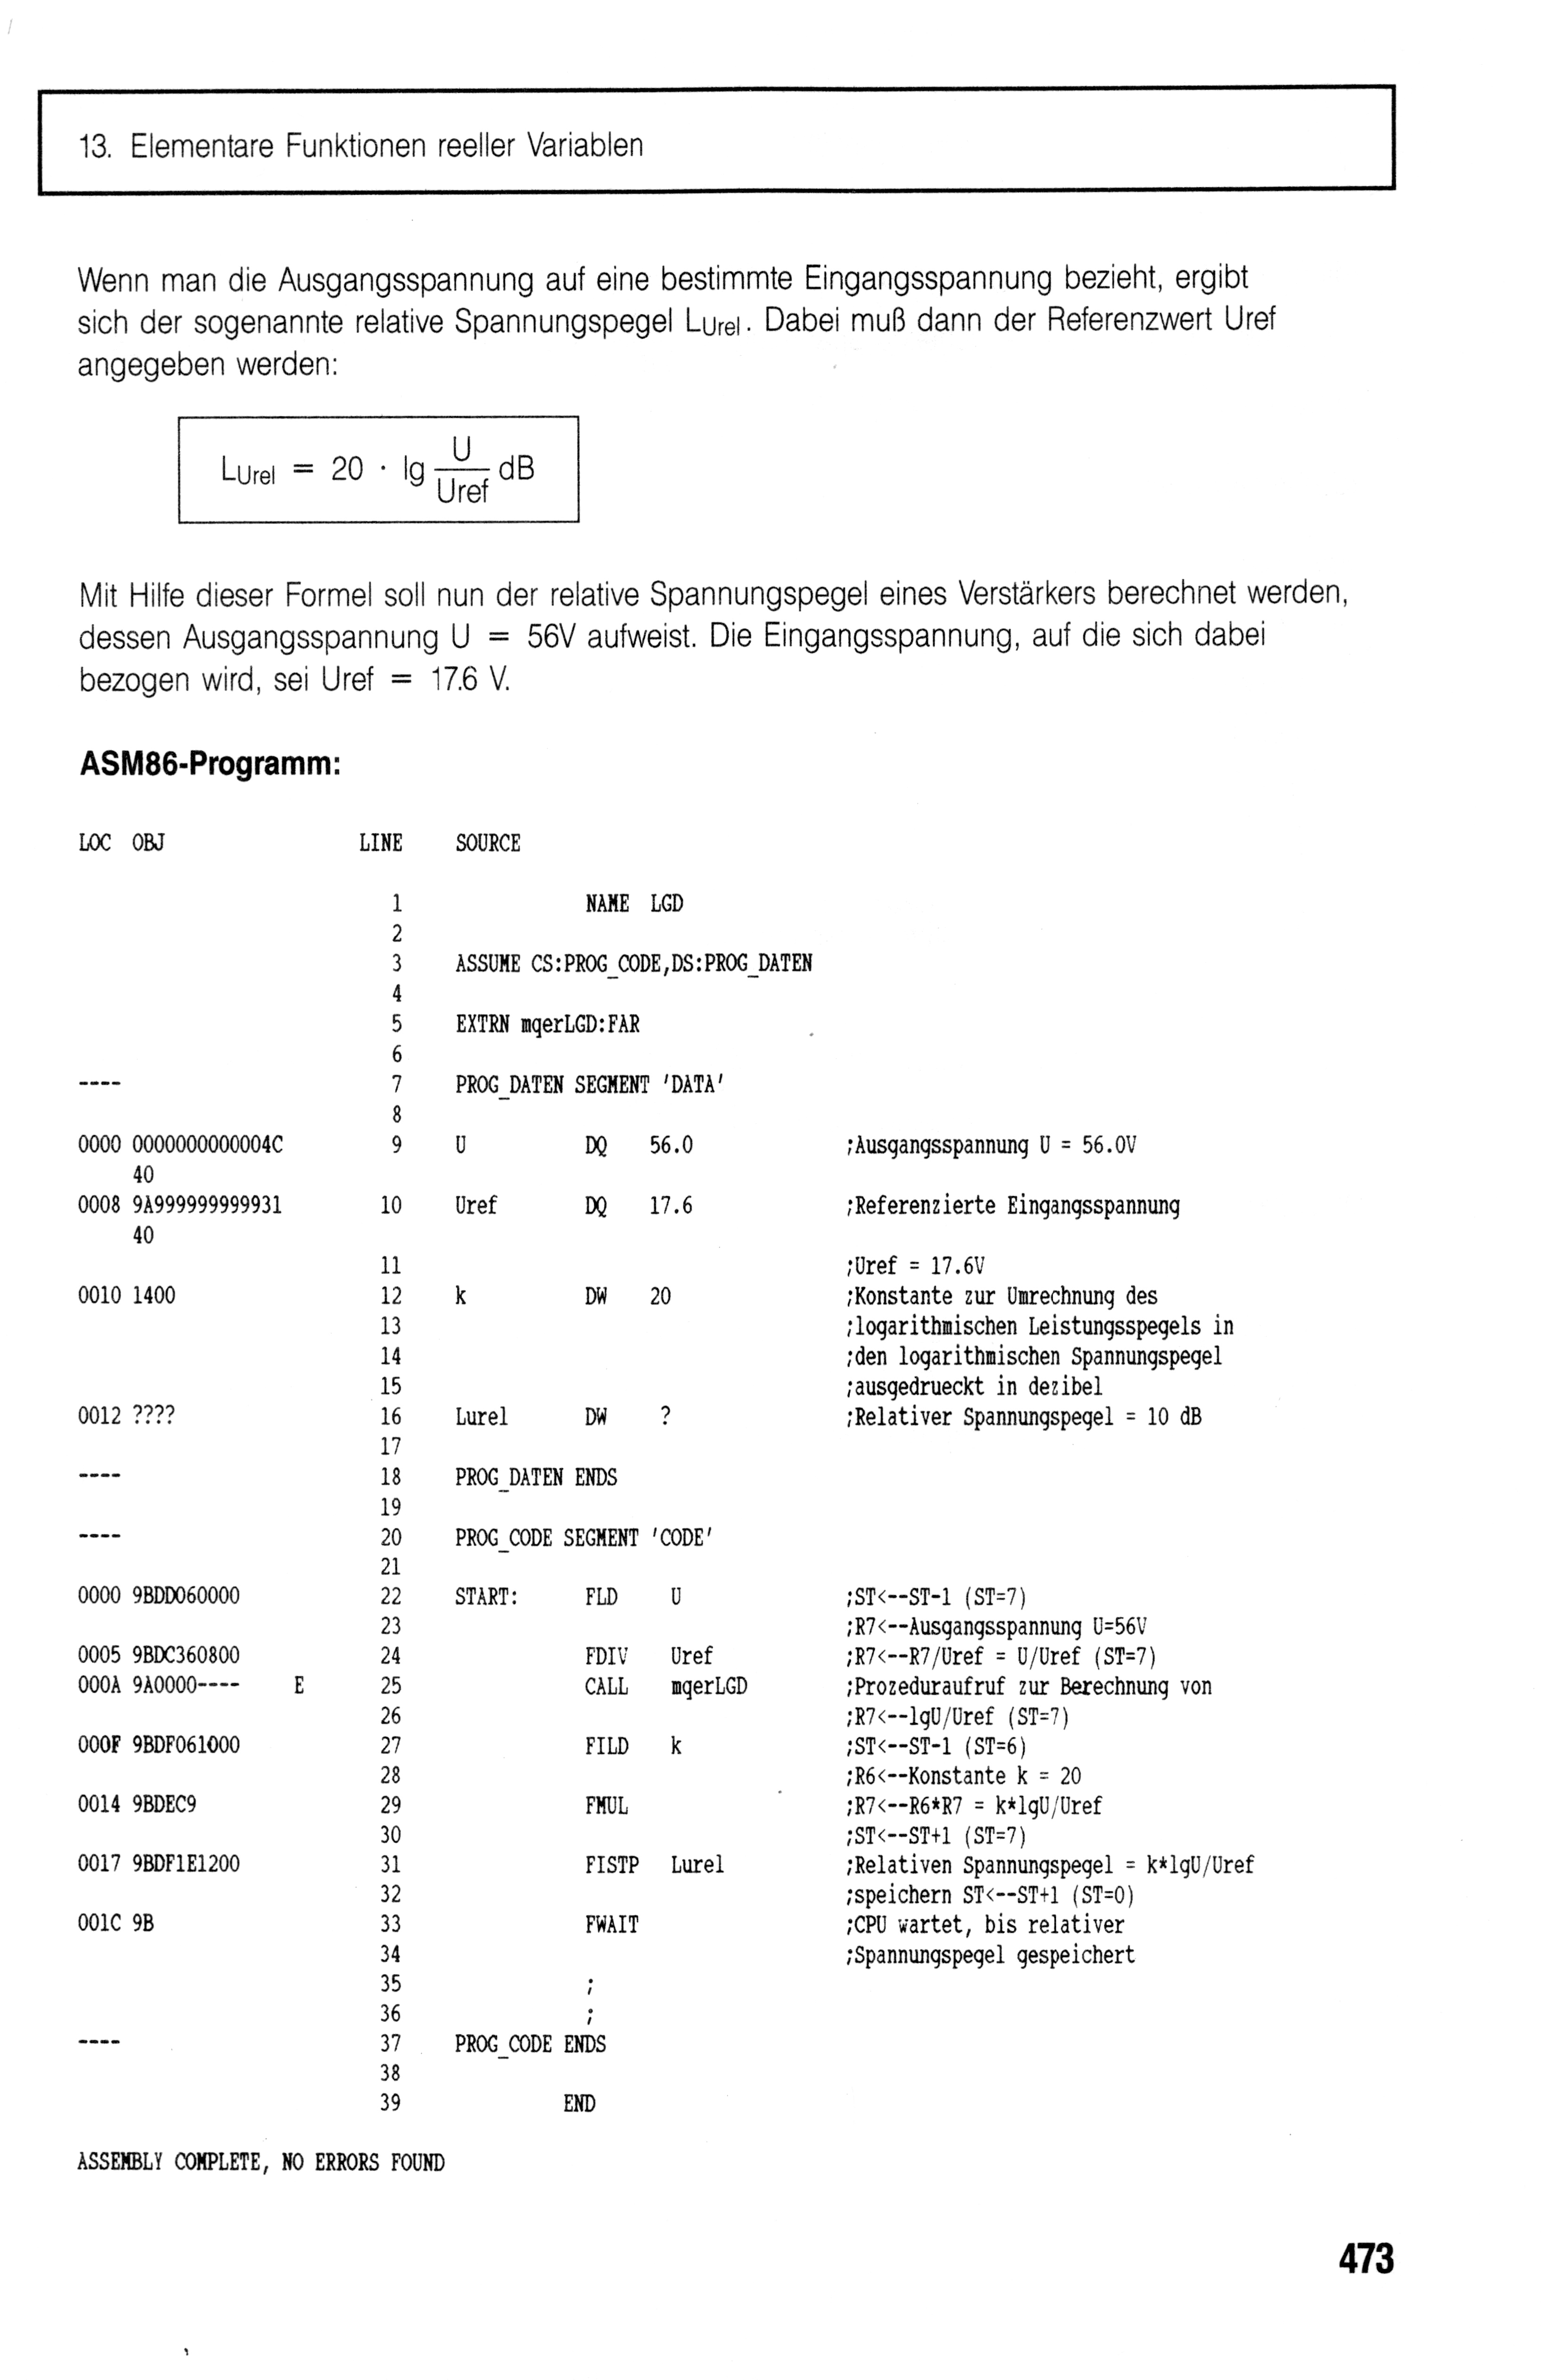 13. Elementare Funktionen reeller Variablen
Wenn man die Ausgangsspannung auf eine bestimmte Eingangsspannung bezieht, ergibt
sich der sogenannte relative Spannungspegel LUrel. Dabei muß dann der Referenzwert Uref
angegeben werden:
LUrel = 20 · lg U/Uref dB
Mit Hilfe dieser Formel soll nun der relative Spannungspegel eines Verstärkers berechnet werden,
dessen Ausgangsspannung U = 56V aufweist. Die Eingangsspannung, auf die sich dabei
bezogen wird, sei Uref = 17.6 V.
ASM86-Programm:
LOC OBJ LINE SOURCE
1 NAME LGD
2
3 ASSUME CS:PROG_CODE,DS:PROG_DATEN
4
5 EXTRN mqerLGD:FAR
6
---- 7 PROG_DATEN SEGMENT 'DATA'
8
0000 0000000000004C 9 U DQ 56.0 ;Ausgangsspannung U = 56.0V
40
0008 9A999999999931 10 Uref DQ 17.6 ;Referenzierte Eingangsspannung
40
11 ;Uref = 17.6V
0010 1400 12 k DW 20 ;Konstante zur Umrechnung des
13 ;logarithmischen Leistungsspegels in
14 ;den logarithmischen Spannungspegel
15 ;ausgedrueckt in dezibel
0012 ???? 16 Lurel DW ? ;Relativer Spannungspegel = 10 dB
17
---- 18 PROG_DATEN ENDS
19
---- 20 PROG_CODE SEGMENT 'CODE'
21
0000 9BDD060000 22 START: FLD U ;ST<--ST-1 (ST=7)
23 ;R7<--Ausgangsspannung U=56V
0005 9BDC360800 24 FDIV Uref ;R7<--R7/Uref = U/Uref (ST=7)
000A 9A0000---- E 25 CALL mqerLGD ;Prozeduraufruf zur Berechnung von
26 ;R7<--lgU/Uref (ST=7)
000F 9BDF061000 27 FILD k ;ST<--ST-1 (ST=6)
28 ;R6<--Konstante k = 20
0014 9BDEC9 29 FMUL ;R7<--R6*R7 = k*lgU/Uref
30 ;ST<--ST+1 (ST=7)
0017 9BDF1E1200 31 FISTP Lurel ;Relativen Spannungspegel = k*lgU/Uref
32 ;speichern ST<--ST+1 (ST=0)
001C 9B 33 FWAIT ;CPU wartet, bis relativer
34 ;Spannungspegel gespeichert
35 ;
36 ;
---- 37 PROG_CODE ENDS
38
39 END
ASSEMBLY COMPLETE, NO ERRORS FOUND
473